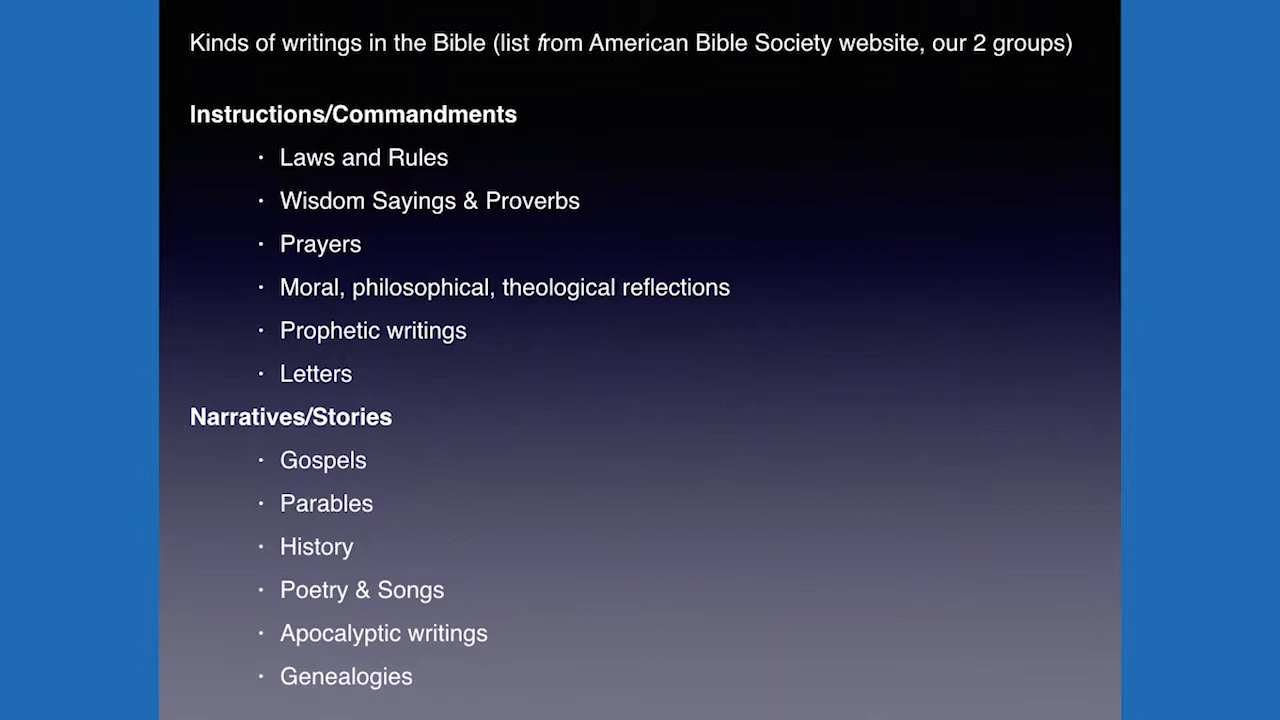 Kinds of writings in the Bible (list from American Bible Society website, our 2 groups)
Instructions/Commandments
· Laws and Rules
· Wisdom Sayings & Proverbs
· Prayers
· Moral, philosophical, theological reflections
· Prophetic writings
· Letters
Narratives/Stories
· Gospels
· Parables
· History
· Poetry & Songs
· Apocalyptic writings
· Genealogies